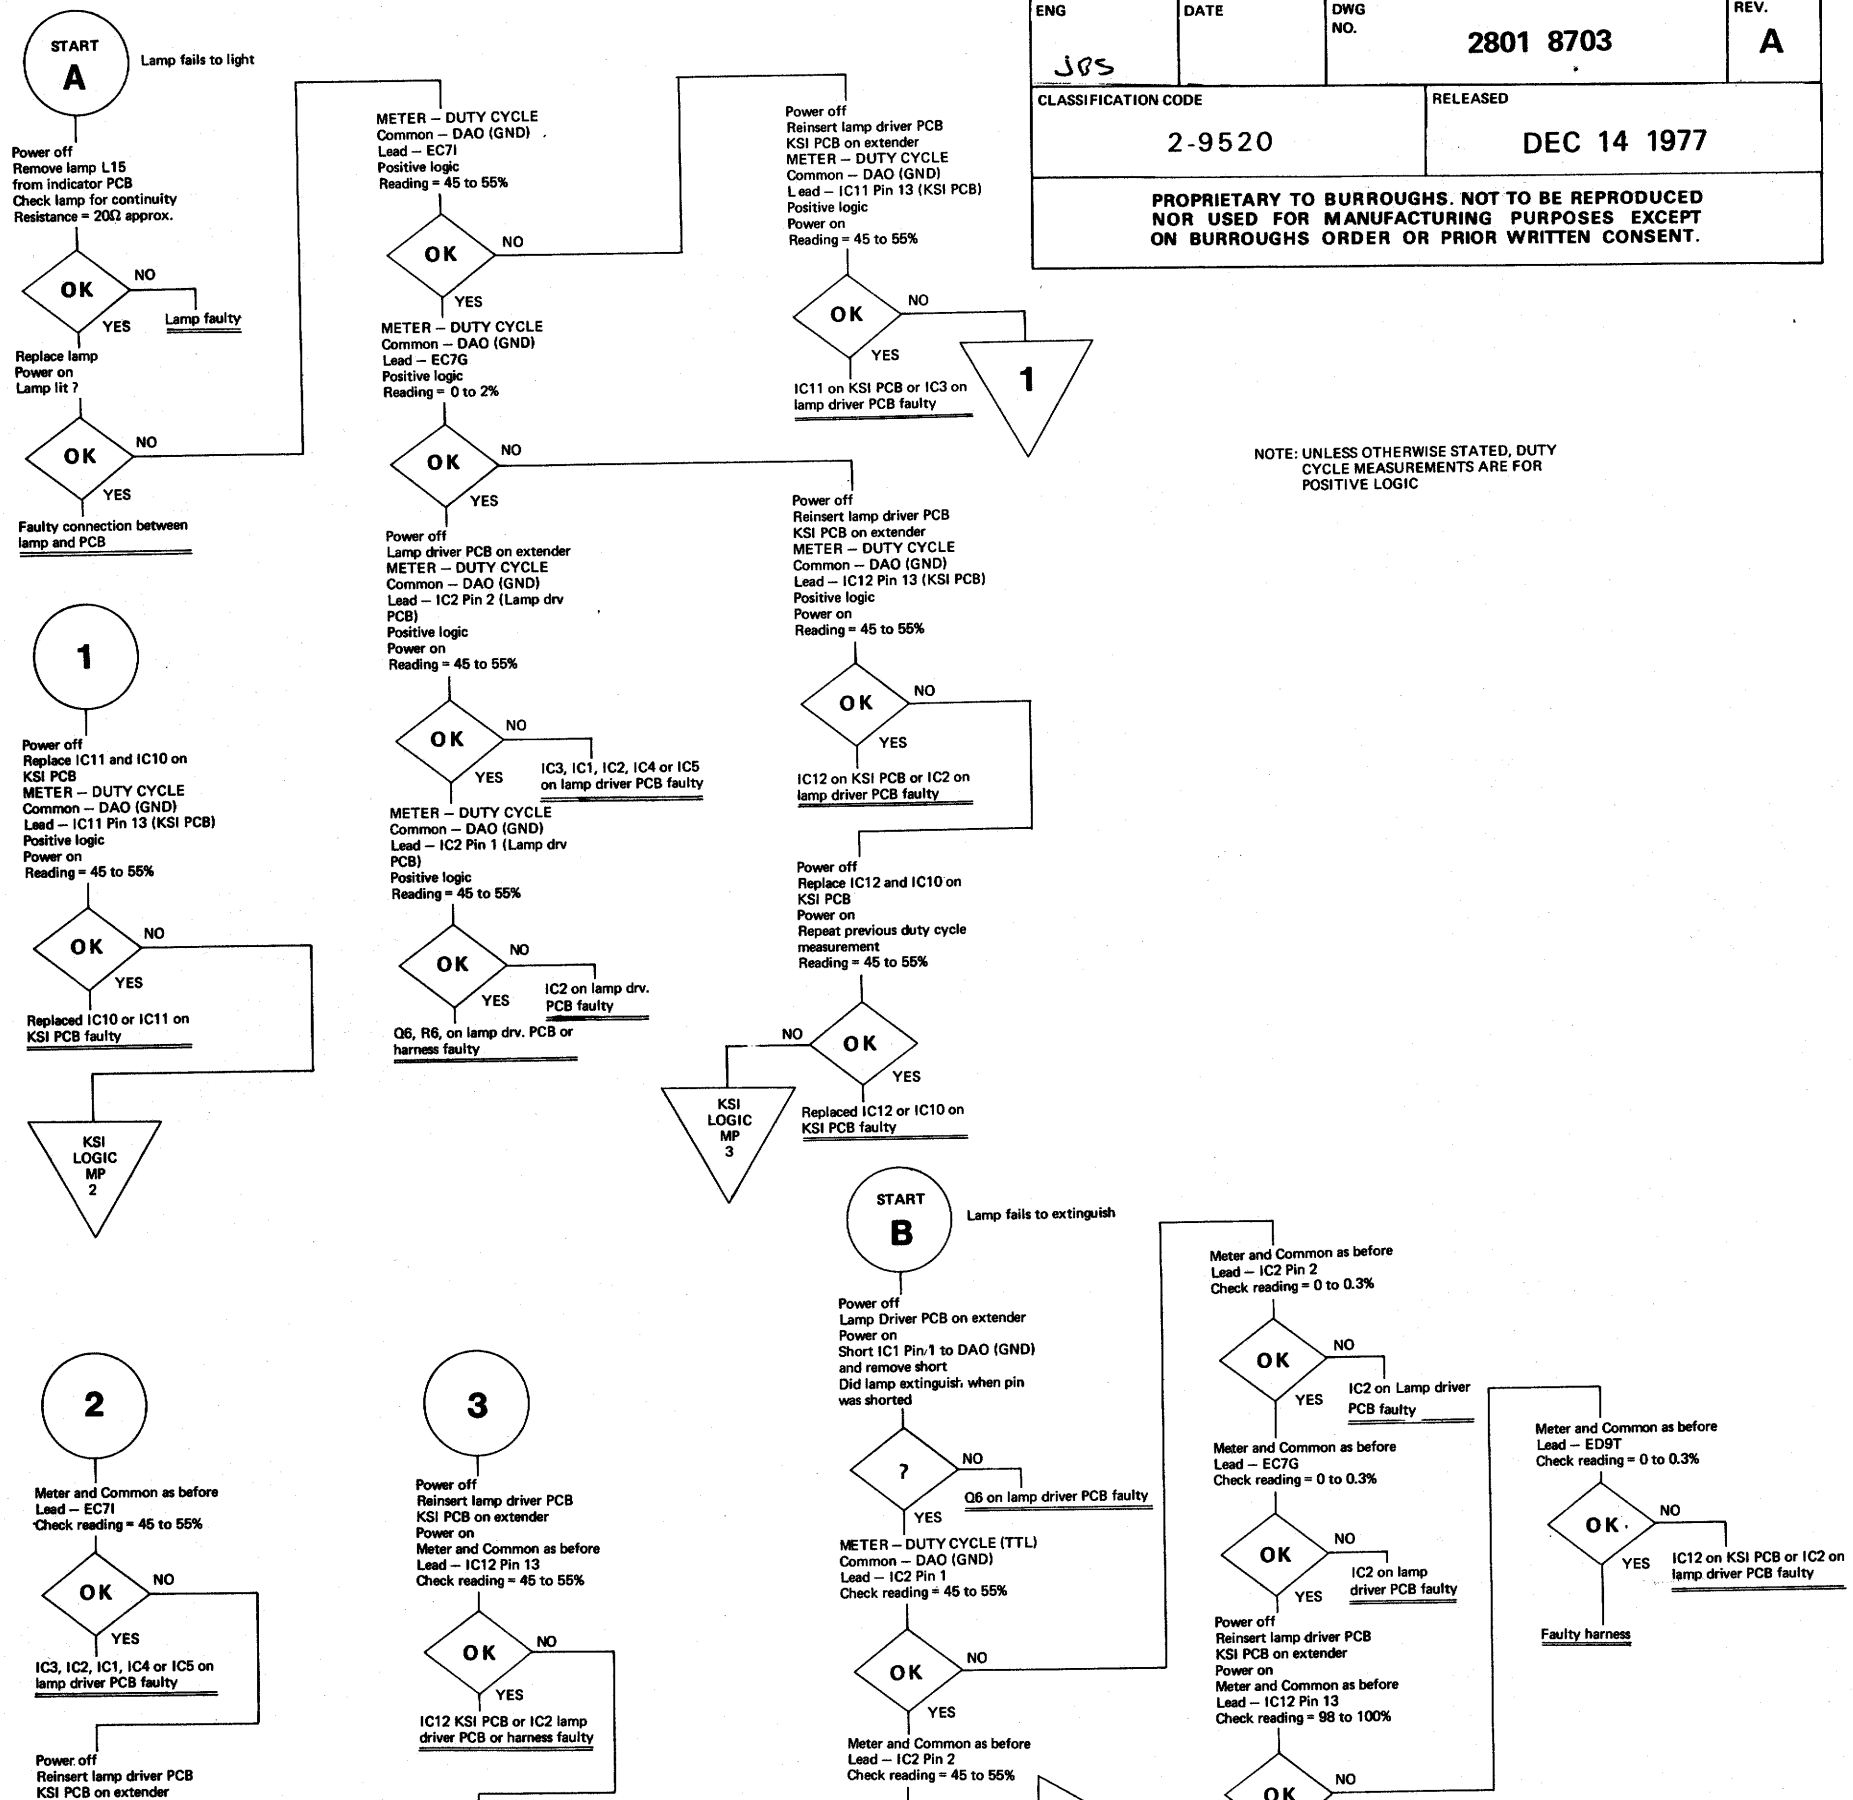 START
A
Lamp fails to light
Power off
Remove lamp L15
from indicator PCB
Check lamp for continuity
Resistance = 20Ω approx.
OK
NO
YES
Lamp faulty
Replace lamp
Power on
Lamp lit ?
OK
NO
YES
Faulty connection between
lamp and PCB
METER – DUTY CYCLE
Common – DAO (GND)
Lead – EC7I
Positive logic
Reading = 45 to 55%
OK
NO
YES
METER – DUTY CYCLE
Common – DAO (GND)
Lead – EC7G
Positive logic
Reading = 0 to 2%
OK
NO
YES
Power off
Lamp driver PCB on extender
METER – DUTY CYCLE
Common – DAO (GND)
Lead – IC2 Pin 2 (Lamp drv
PCB)
Positive logic
Power on
Reading = 45 to 55%
OK
NO
YES
IC3, IC1, IC2, IC4 or IC5
on lamp driver PCB faulty
METER – DUTY CYCLE
Common – DAO (GND)
Lead – IC2 Pin 1 (Lamp drv
PCB)
Positive logic
Reading = 45 to 55%
OK
NO
YES
IC2 on lamp drv.
PCB faulty
Q6, R6, on lamp drv. PCB or
harness faulty
Power off
Reinsert lamp driver PCB
KSI PCB on extender
METER – DUTY CYCLE
Common – DAO (GND)
Lead – IC11 Pin 13 (KSI PCB)
Positive logic
Power on
Reading = 45 to 55%
OK
NO
YES
IC11 on KSI PCB or IC3 on
lamp driver PCB faulty
1
Power off
Reinsert lamp driver PCB
KSI PCB on extender
METER – DUTY CYCLE
Common – DAO (GND)
Lead – IC12 Pin 13 (KSI PCB)
Positive logic
Power on
Reading = 45 to 55%
OK
NO
YES
IC12 on KSI PCB or IC2 on
lamp driver PCB faulty
Power off
Replace IC12 and IC10 on
KSI PCB
Power on
Repeat previous duty cycle
measurement
Reading = 45 to 55%
OK
NO
YES
KSI
LOGIC
MP
3
Replaced IC12 or IC10 on
KSI PCB faulty
ENG
JBS
DATE
DWG
NO.
2801 8703
REV.
A
CLASSIFICATION CODE
2-9520
RELEASED
DEC 14 1977
PROPRIETARY TO BURROUGHS. NOT TO BE REPRODUCED
NOR USED FOR MANUFACTURING PURPOSES EXCEPT
ON BURROUGHS ORDER OR PRIOR WRITTEN CONSENT.
NOTE: UNLESS OTHERWISE STATED, DUTY
CYCLE MEASUREMENTS ARE FOR
POSITIVE LOGIC
1
Power off
Replace IC11 and IC10 on
KSI PCB
METER – DUTY CYCLE
Common – DAO (GND)
Lead – IC11 Pin 13 (KSI PCB)
Positive logic
Power on
Reading = 45 to 55%
OK
NO
YES
Replaced IC10 or IC11 on
KSI PCB faulty
KSI
LOGIC
MP
2
2
Meter and Common as before
Lead – EC7I
Check reading = 45 to 55%
OK
NO
YES
IC3, IC2, IC1, IC4 or IC5 on
lamp driver PCB faulty
Power off
Reinsert lamp driver PCB
KSI PCB on extender
3
Power off
Reinsert lamp driver PCB
KSI PCB on extender
Power on
Meter and Common as before
Lead – IC12 Pin 13
Check reading = 45 to 55%
OK
NO
YES
IC12 KSI PCB or IC2 lamp
driver PCB or harness faulty
START
B
Lamp fails to extinguish
Power off
Lamp Driver PCB on extender
Power on
Short IC1 Pin 1 to DAO (GND)
and remove short
Did lamp extinguish when pin
was shorted
?
NO
YES
Q6 on lamp driver PCB faulty
METER – DUTY CYCLE (TTL)
Common – DAO (GND)
Lead – IC2 Pin 1
Check reading = 45 to 55%
OK
NO
YES
Meter and Common as before
Lead – IC2 Pin 2
Check reading = 45 to 55%
Meter and Common as before
Lead – IC2 Pin 2
Check reading = 0 to 0.3%
OK
NO
YES
IC2 on Lamp driver
PCB faulty
Meter and Common as before
Lead – EC7G
Check reading = 0 to 0.3%
OK
NO
YES
IC2 on lamp
driver PCB faulty
Power off
Reinsert lamp driver PCB
KSI PCB on extender
Power on
Meter and Common as before
Lead – IC12 Pin 13
Check reading = 98 to 100%
OK
NO
Meter and Common as before
Lead – ED9T
Check reading = 0 to 0.3%
OK
NO
YES
IC12 on KSI PCB or IC2 on
lamp driver PCB faulty
Faulty harness